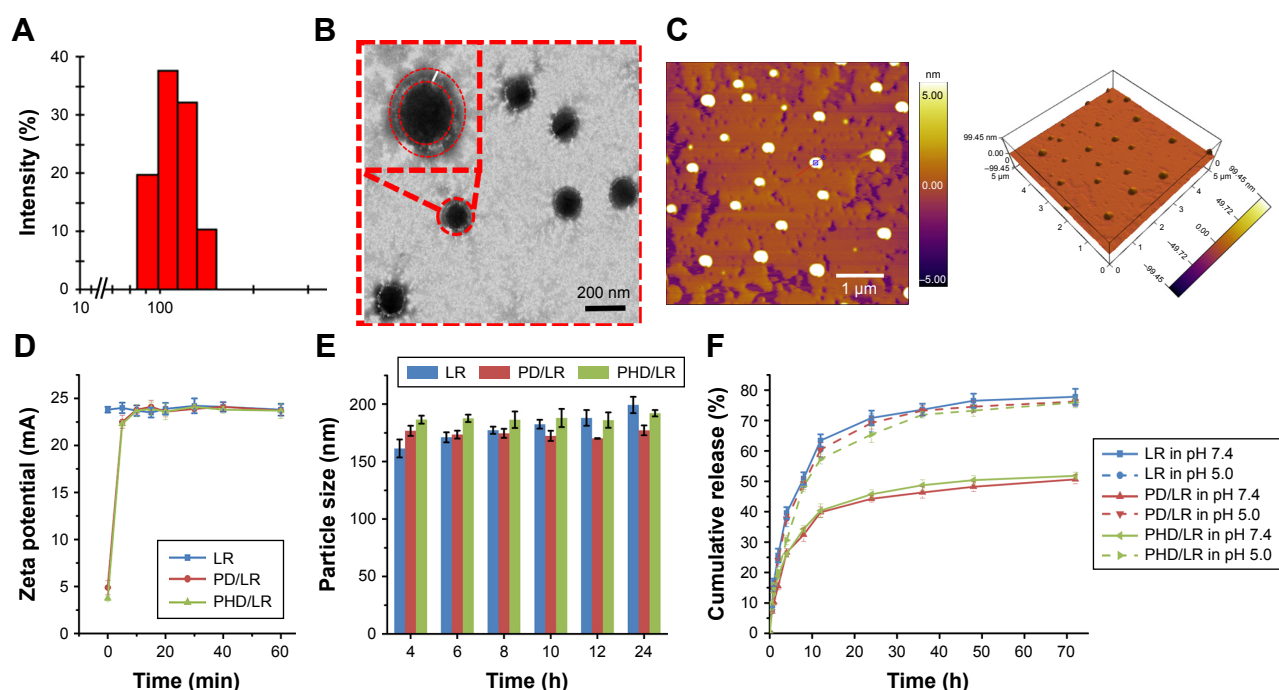 A
Intensity (%)
40
30
20
10
0
10
100
B
200 nm
C
nm
5.00
0.00
−5.00
1 μm
99.45 nm
0.00
−99.45
5 μm
4
3
2
1
0
0
1
2
3
4
5 μm
99.45 nm
49.72
0.00
−49.72
−99.45
D
Zeta potential (mA)
25
20
15
10
5
0
0
20
40
60
Time (min)
LR
PD/LR
PHD/LR
E
Particle size (nm)
200
150
100
50
0
4
6
8
10
12
24
Time (h)
LR
PD/LR
PHD/LR
F
Cumulative release (%)
80
70
60
50
40
30
20
10
0
0
10
20
30
40
50
60
70
Time (h)
LR in pH 7.4
LR in pH 5.0
PD/LR in pH 7.4
PD/LR in pH 5.0
PHD/LR in pH 7.4
PHD/LR in pH 5.0